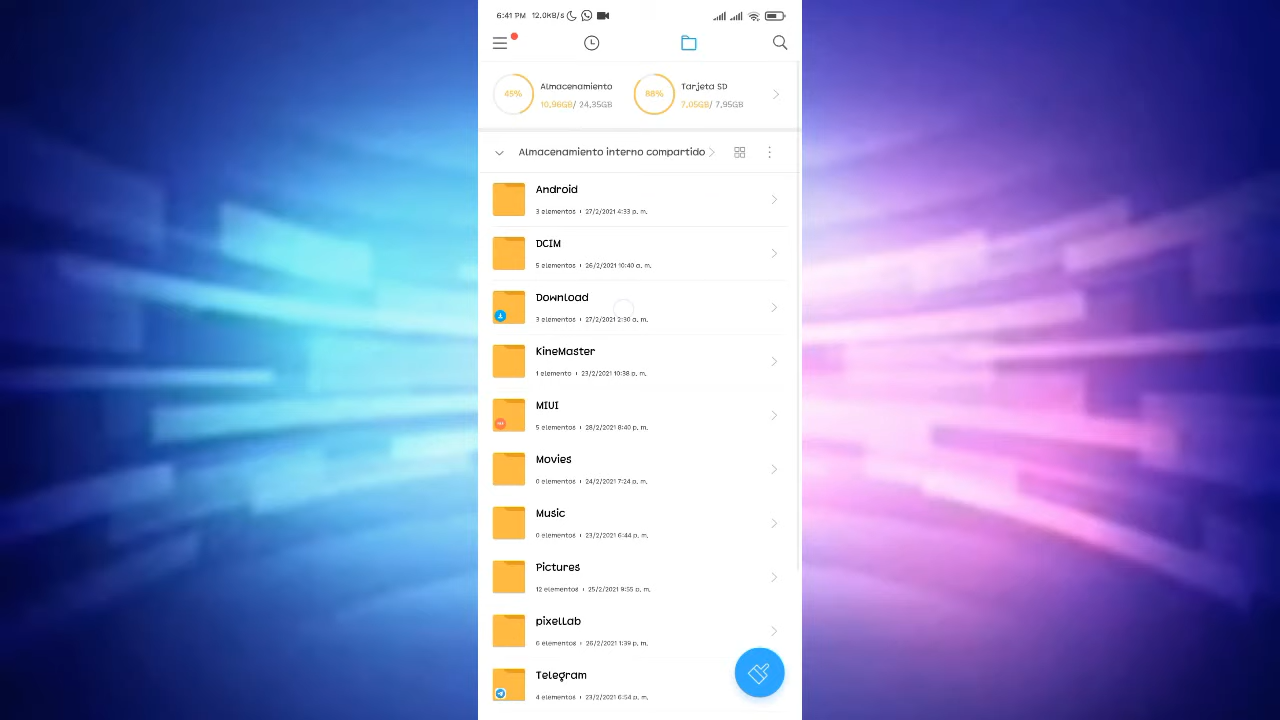 6:41 PM 12.0KB/s
45% Almacenamiento
10,96GB/ 24,35GB
88% Tarjeta SD
7,05GB/ 7,95GB
Almacenamiento interno compartido
Android
3 elementos 27/2/2021 4:33 p. m.
DCIM
5 elementos 26/2/2021 10:40 a. m.
Download
3 elementos 27/2/2021 2:30 a. m.
KineMaster
1 elemento 23/2/2021 10:38 p. m.
MIUI
5 elementos 28/2/2021 8:40 p. m.
Movies
0 elementos 24/2/2021 7:24 p. m.
Music
0 elementos 23/2/2021 6:44 p. m.
Pictures
12 elementos 25/2/2021 9:55 p. m.
pixelLab
6 elementos 26/2/2021 1:39 p. m.
Telegram
4 elementos 23/2/2021 6:54 p. m.